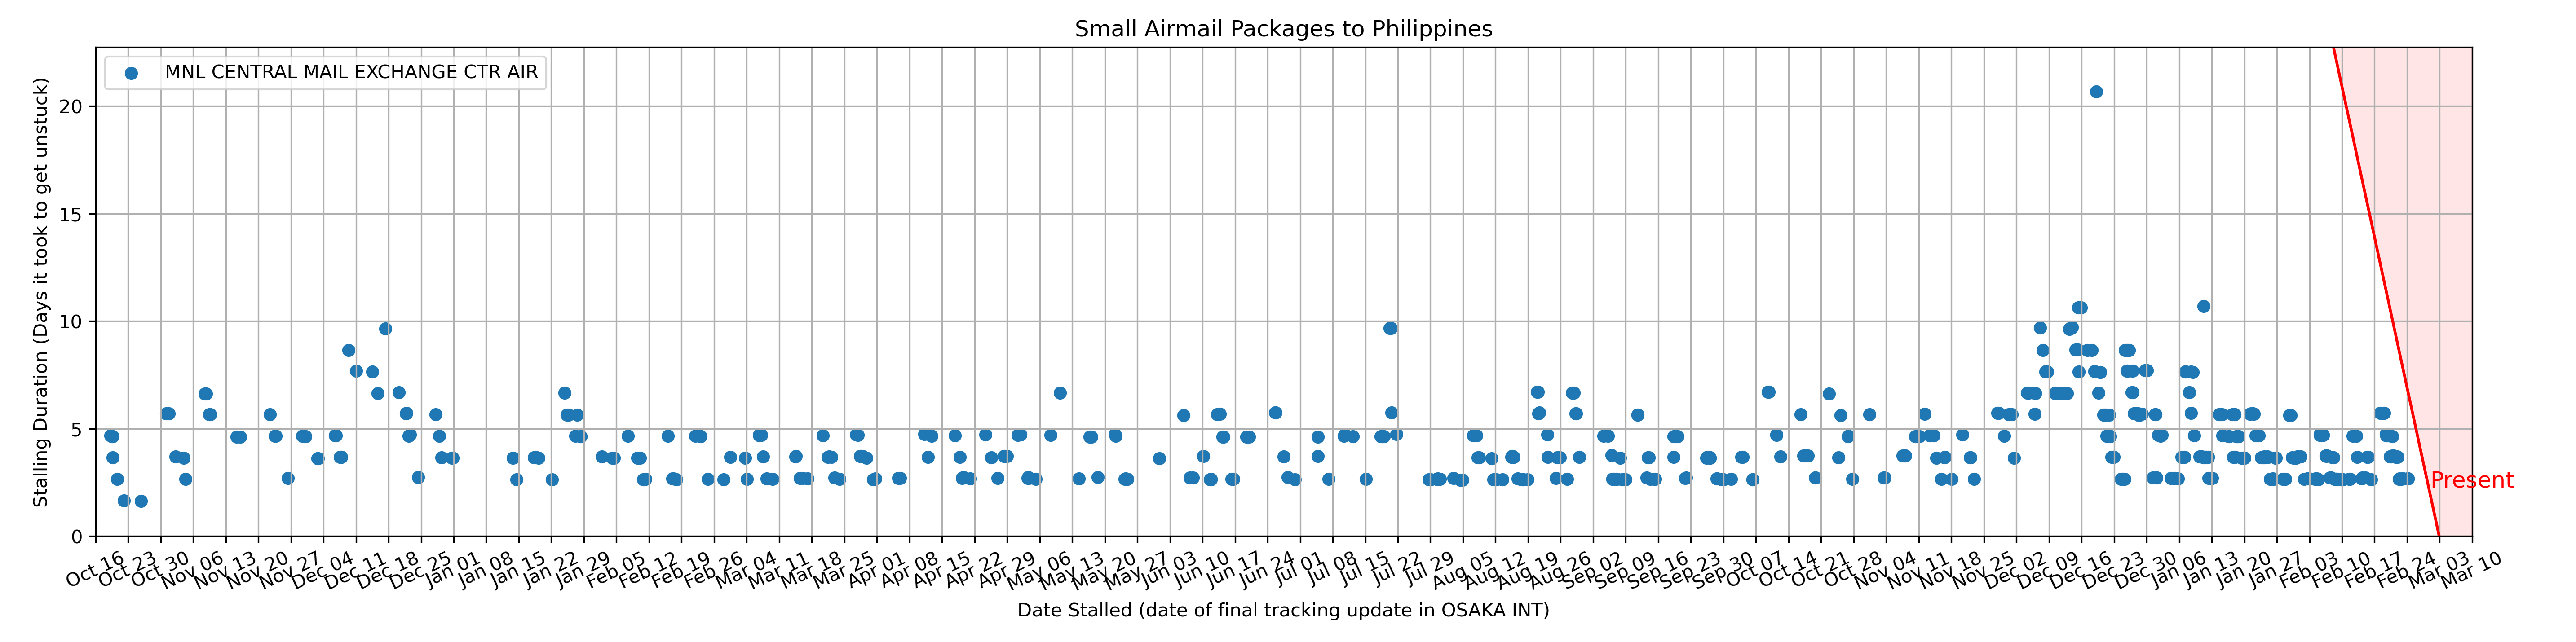 Small Airmail Packages to Philippines
MNL CENTRAL MAIL EXCHANGE CTR AIR
Stalling Duration (Days it took to get unstuck)
20
15
10
5
0
Present
Oct 16 Oct 23 Oct 30 Nov 06 Nov 13 Nov 20 Nov 27 Dec 04 Dec 11 Dec 18 Dec 25 Jan 01 Jan 08 Jan 15 Jan 22 Jan 29 Feb 05 Feb 12 Feb 19 Feb 26 Mar 04 Mar 11 Mar 18 Mar 25 Apr 01 Apr 08 Apr 15 Apr 22 Apr 29 May 06 May 13 May 20 May 27 Jun 03 Jun 10 Jun 17 Jun 24 Jul 01 Jul 08 Jul 15 Jul 22 Jul 29 Aug 05 Aug 12 Aug 19 Aug 26 Sep 02 Sep 09 Sep 16 Sep 23 Sep 30 Oct 07 Oct 14 Oct 21 Oct 28 Nov 04 Nov 11 Nov 18 Nov 25 Dec 02 Dec 09 Dec 16 Dec 23 Dec 30 Jan 06 Jan 13 Jan 20 Jan 27 Feb 03 Feb 10 Feb 17 Feb 24 Mar 03 Mar 10
Date Stalled (date of final tracking update in OSAKA INT)